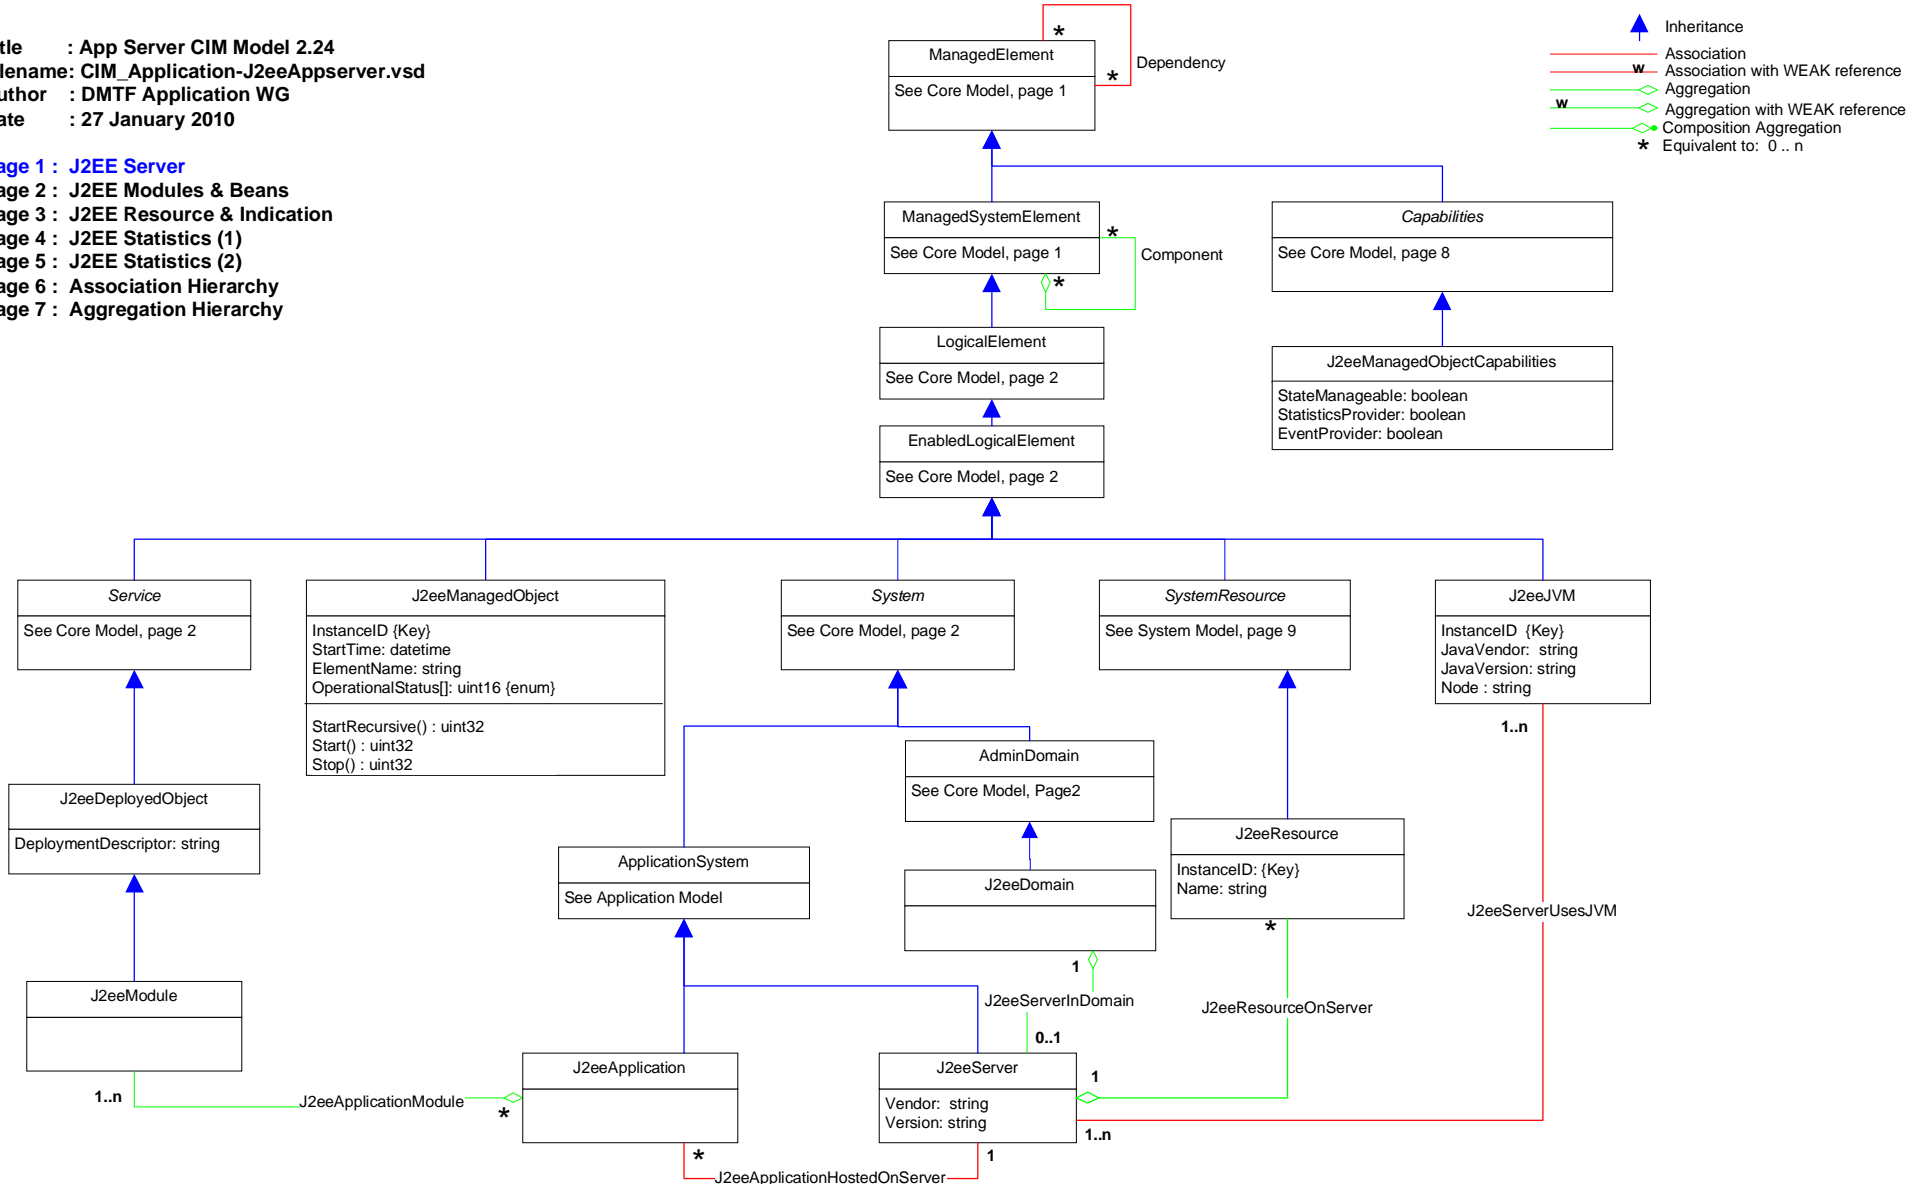 tle : App Server CIM Model 2.24
lename: CIM_Application-J2eeAppserver.vsd
uthor : DMTF Application WG
ate : 27 January 2010
age 1 : J2EE Server
age 2 : J2EE Modules & Beans
age 3 : J2EE Resource & Indication
age 4 : J2EE Statistics (1)
age 5 : J2EE Statistics (2)
age 6 : Association Hierarchy
age 7 : Aggregation Hierarchy
Inheritance
Association
w Association with WEAK reference
Aggregation
w Aggregation with WEAK reference
Composition Aggregation
* Equivalent to: 0 .. n
*
ManagedElement
See Core Model, page 1
*
Dependency
ManagedSystemElement
See Core Model, page 1
*
*
Component
Capabilities
See Core Model, page 8
LogicalElement
See Core Model, page 2
J2eeManagedObjectCapabilities
StateManageable: boolean
StatisticsProvider: boolean
EventProvider: boolean
EnabledLogicalElement
See Core Model, page 2
Service
See Core Model, page 2
J2eeManagedObject
InstanceID {Key}
StartTime: datetime
ElementName: string
OperationalStatus[]: uint16 {enum}
StartRecursive() : uint32
Start() : uint32
Stop() : uint32
System
See Core Model, page 2
SystemResource
See System Model, page 9
J2eeJVM
InstanceID {Key}
JavaVendor: string
JavaVersion: string
Node : string
1..n
AdminDomain
See Core Model, Page2
J2eeDeployedObject
DeploymentDescriptor: string
ApplicationSystem
See Application Model
J2eeDomain
J2eeResource
InstanceID: {Key}
Name: string
*
J2eeServerUsesJVM
1
J2eeServerInDomain
0..1
J2eeResourceOnServer
J2eeModule
1..n
J2eeApplicationModule
*
J2eeApplication
*
J2eeServer
Vendor: string
Version: string
1
1..n
1
J2eeApplicationHostedOnServer